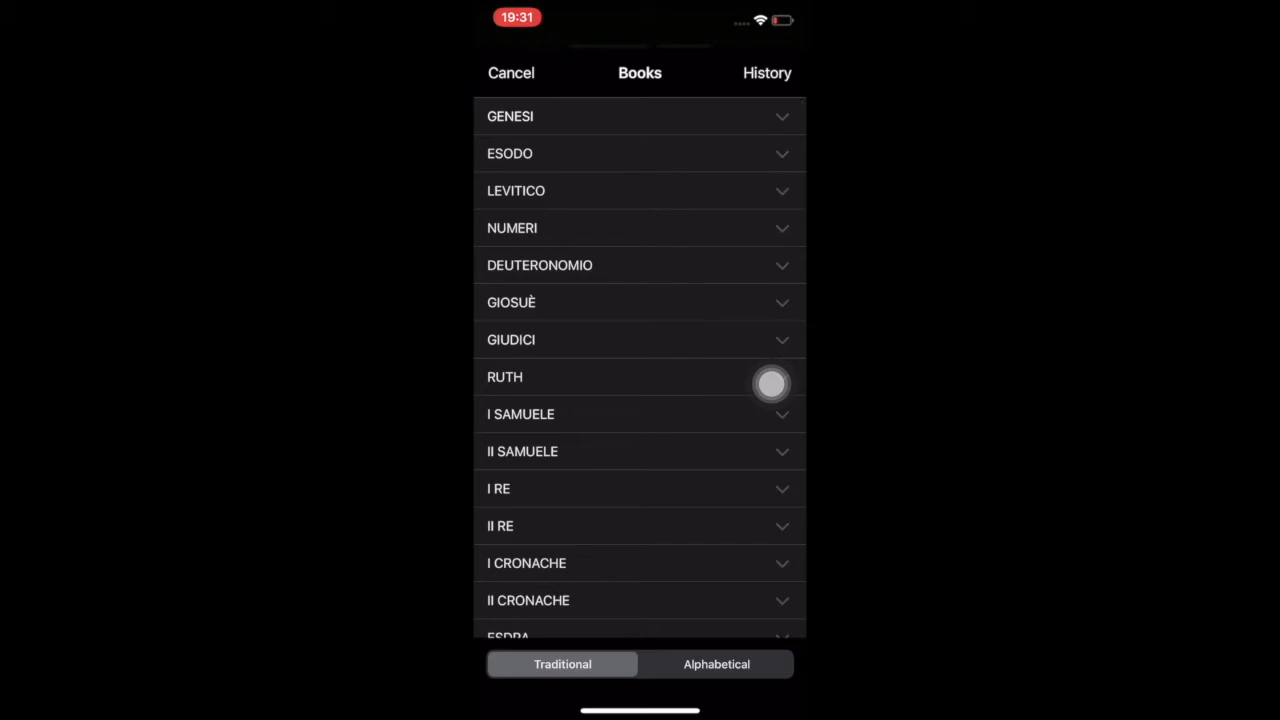 19:31
Cancel Books History
GENESI
ESODO
LEVITICO
NUMERI
DEUTERONOMIO
GIOSUÈ
GIUDICI
RUTH
I SAMUELE
II SAMUELE
I RE
II RE
I CRONACHE
II CRONACHE
ESDRA
Traditional Alphabetical